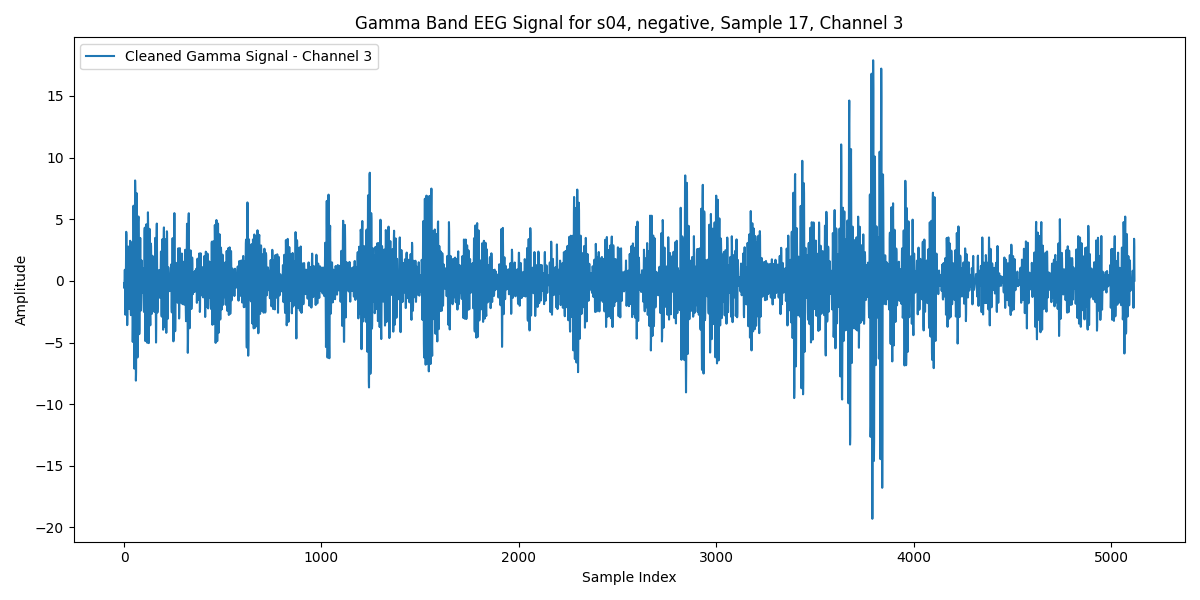 Gamma Band EEG Signal for s04, negative, Sample 17, Channel 3
Cleaned Gamma Signal - Channel 3
Amplitude
15
10
5
0
−5
−10
−15
−20
0 1000 2000 3000 4000 5000
Sample Index